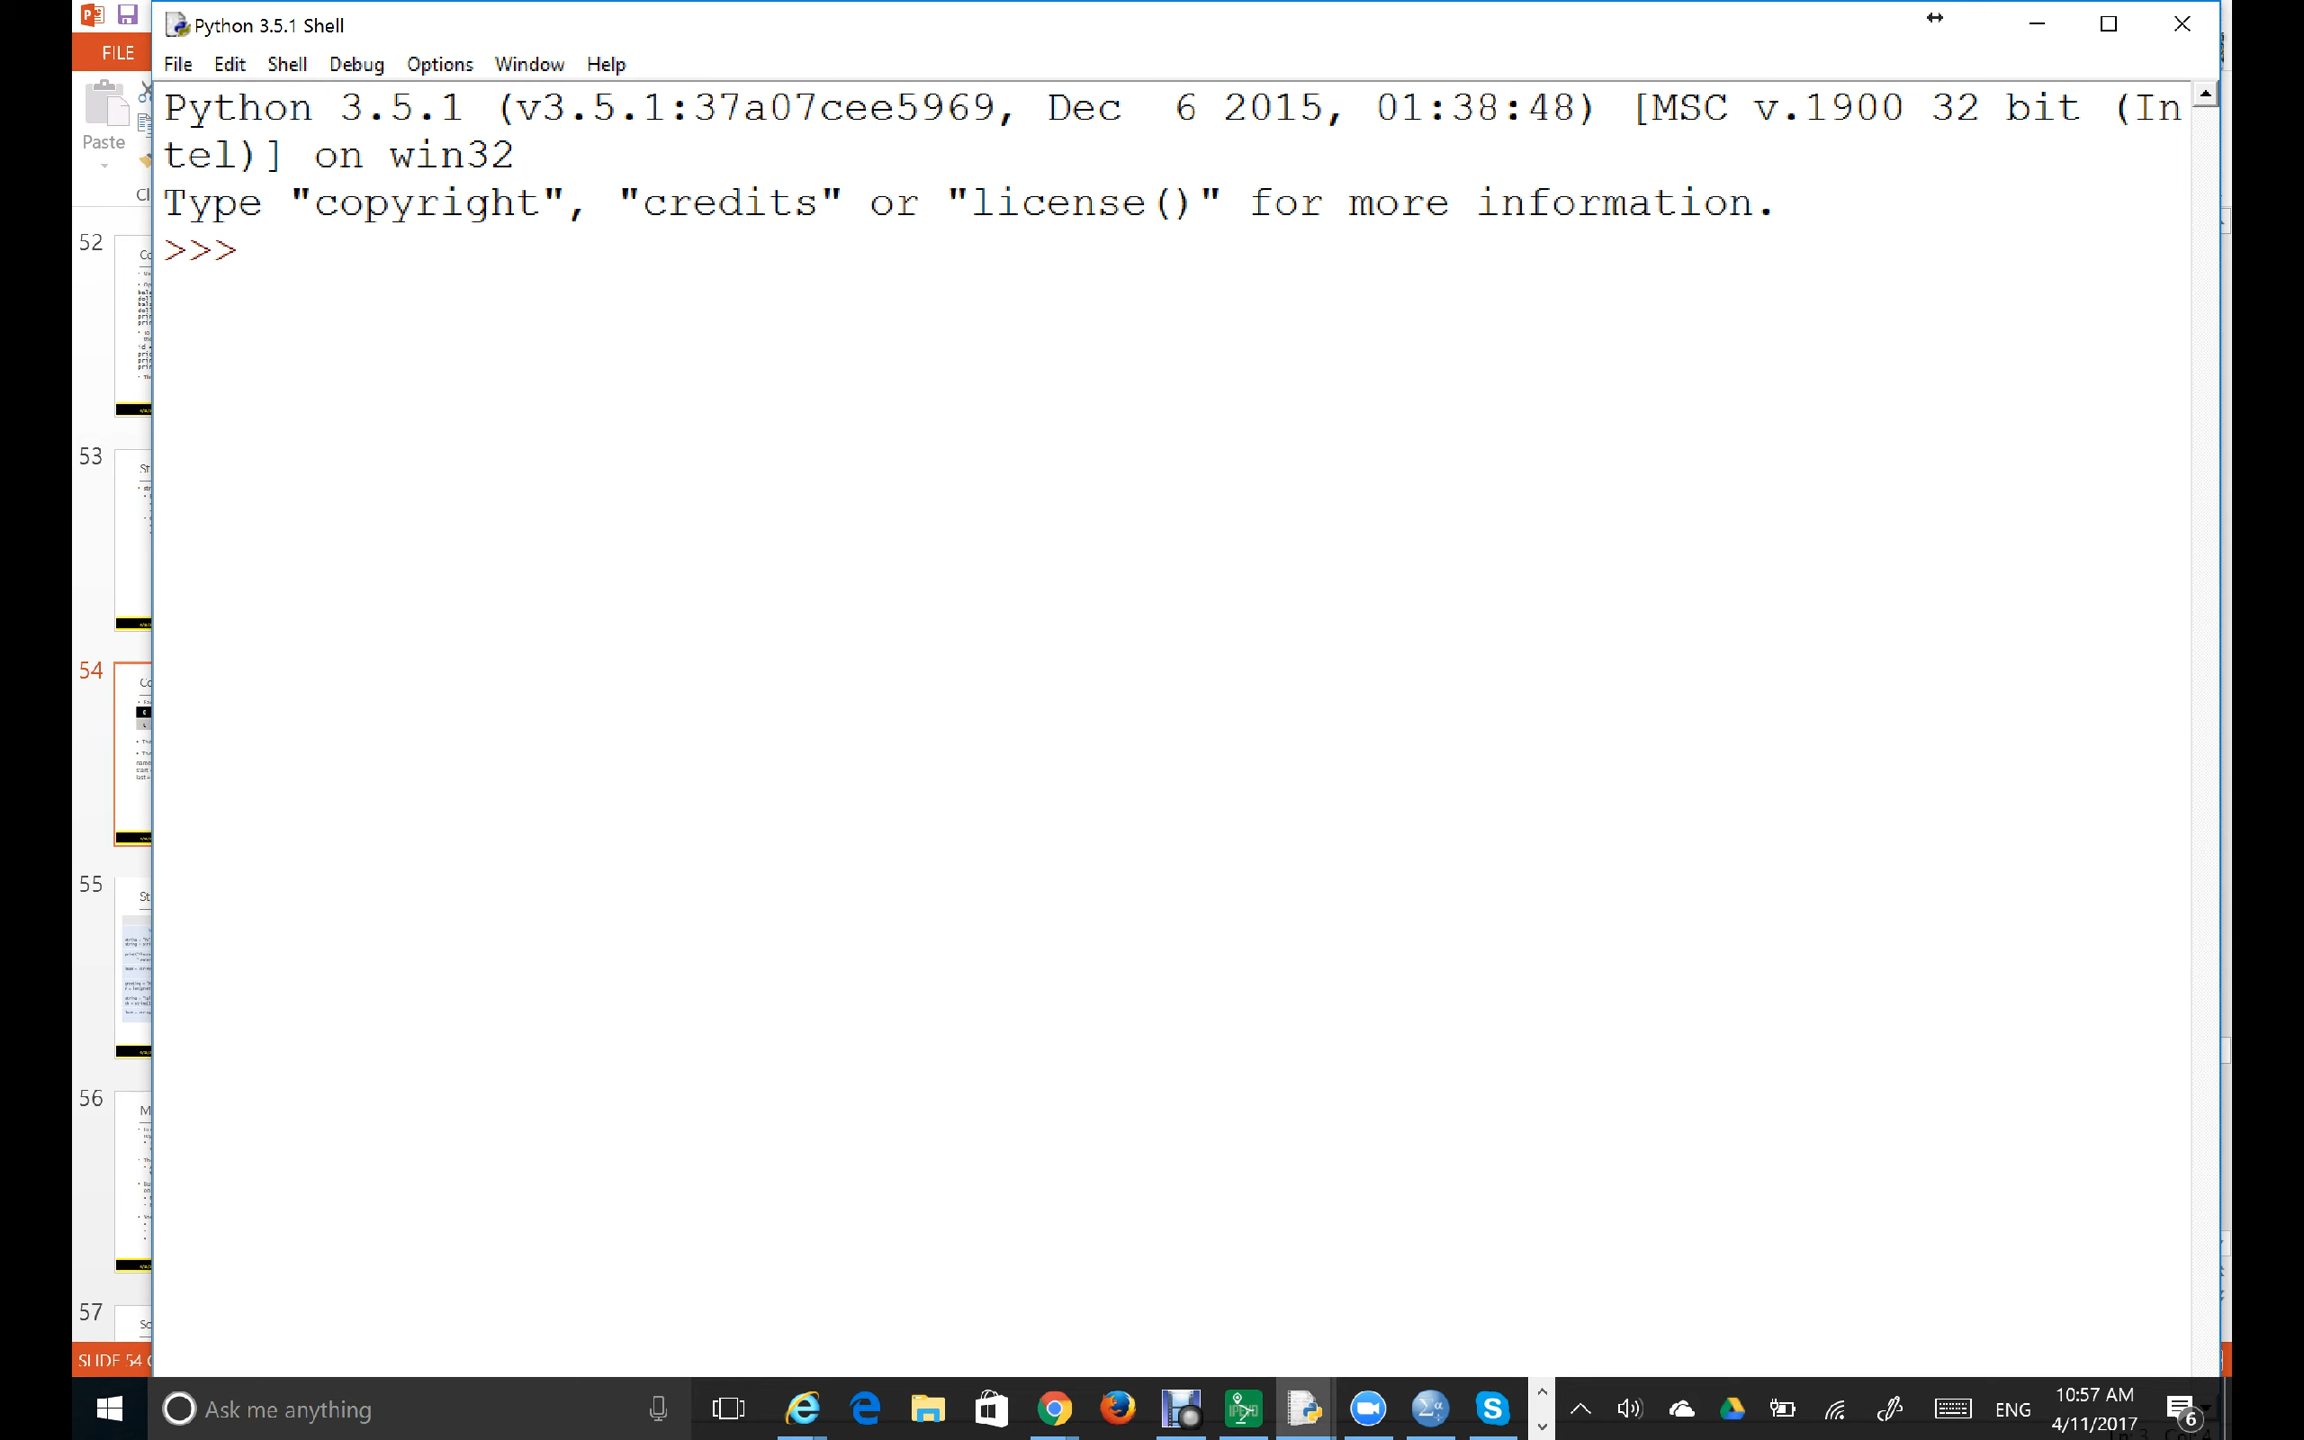 Python 3.5.1 Shell
FILE
File Edit Shell Debug Options Window Help
Paste
Python 3.5.1 (v3.5.1:37a07cee5969, Dec  6 2015, 01:38:48) [MSC v.1900 32 bit (In
tel)] on win32
Type "copyright", "credits" or "license()" for more information.
>>>
52
53
54
55
56
57
SLIDE 54
Ask me anything
ENG
10:57 AM
4/11/2017
6